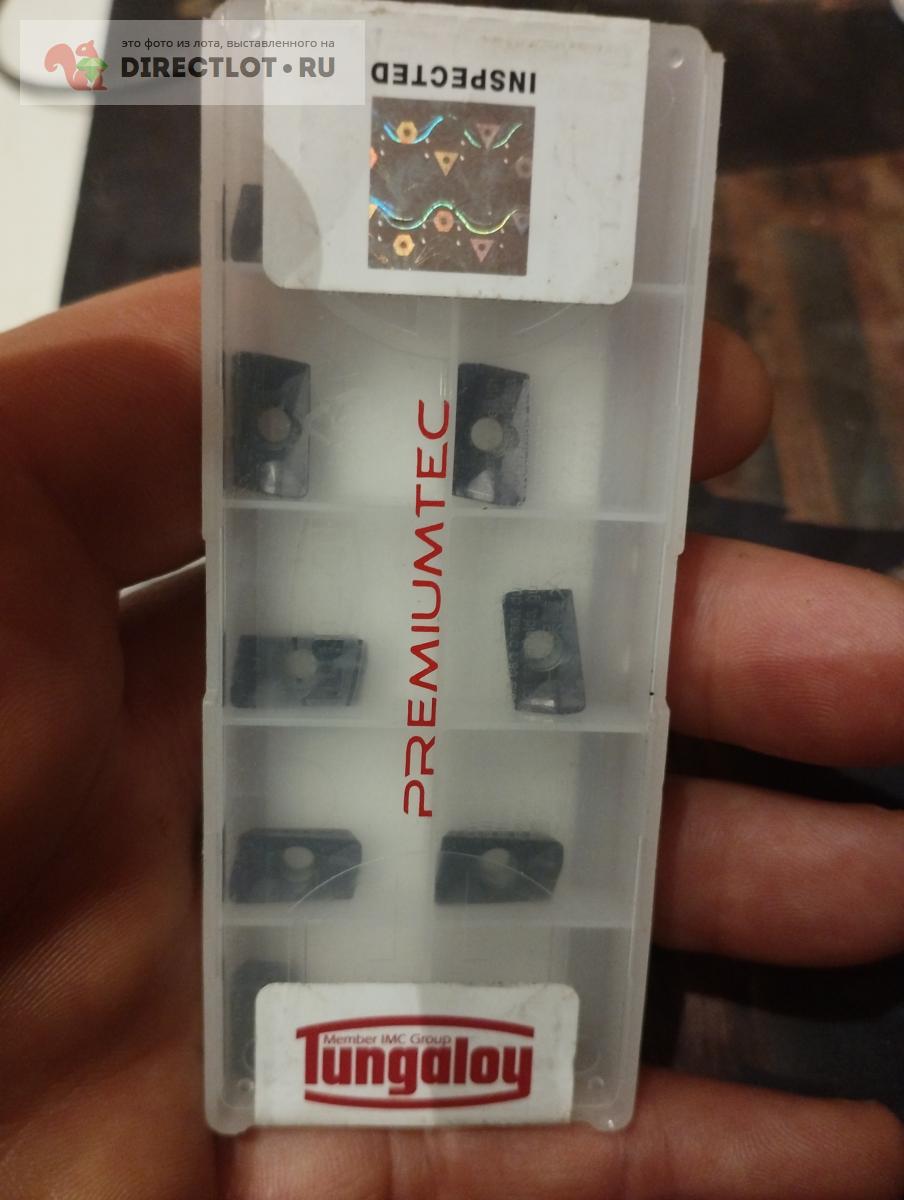 это фото из лота, выставленного на
DIRECTLOT•RU
INSPECTED
PREMIUMTEC
Member IMC Group
Tungaloy